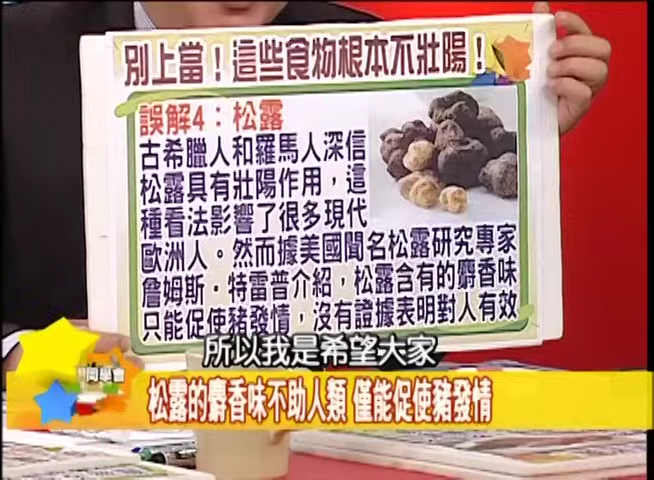 別上當！這些食物根本不壯陽！
誤解4：松露
古希臘人和羅馬人深信
松露具有壯陽作用，這
種看法影響了很多現代
歐洲人。然而據美國聞名松露研究專家
詹姆斯·特雷普介紹，松露含有的麝香味
只能促使豬發情，沒有證據表明對人有效
所以我是希望大家
同學會
松露的麝香味不助人類 僅能促使豬發情